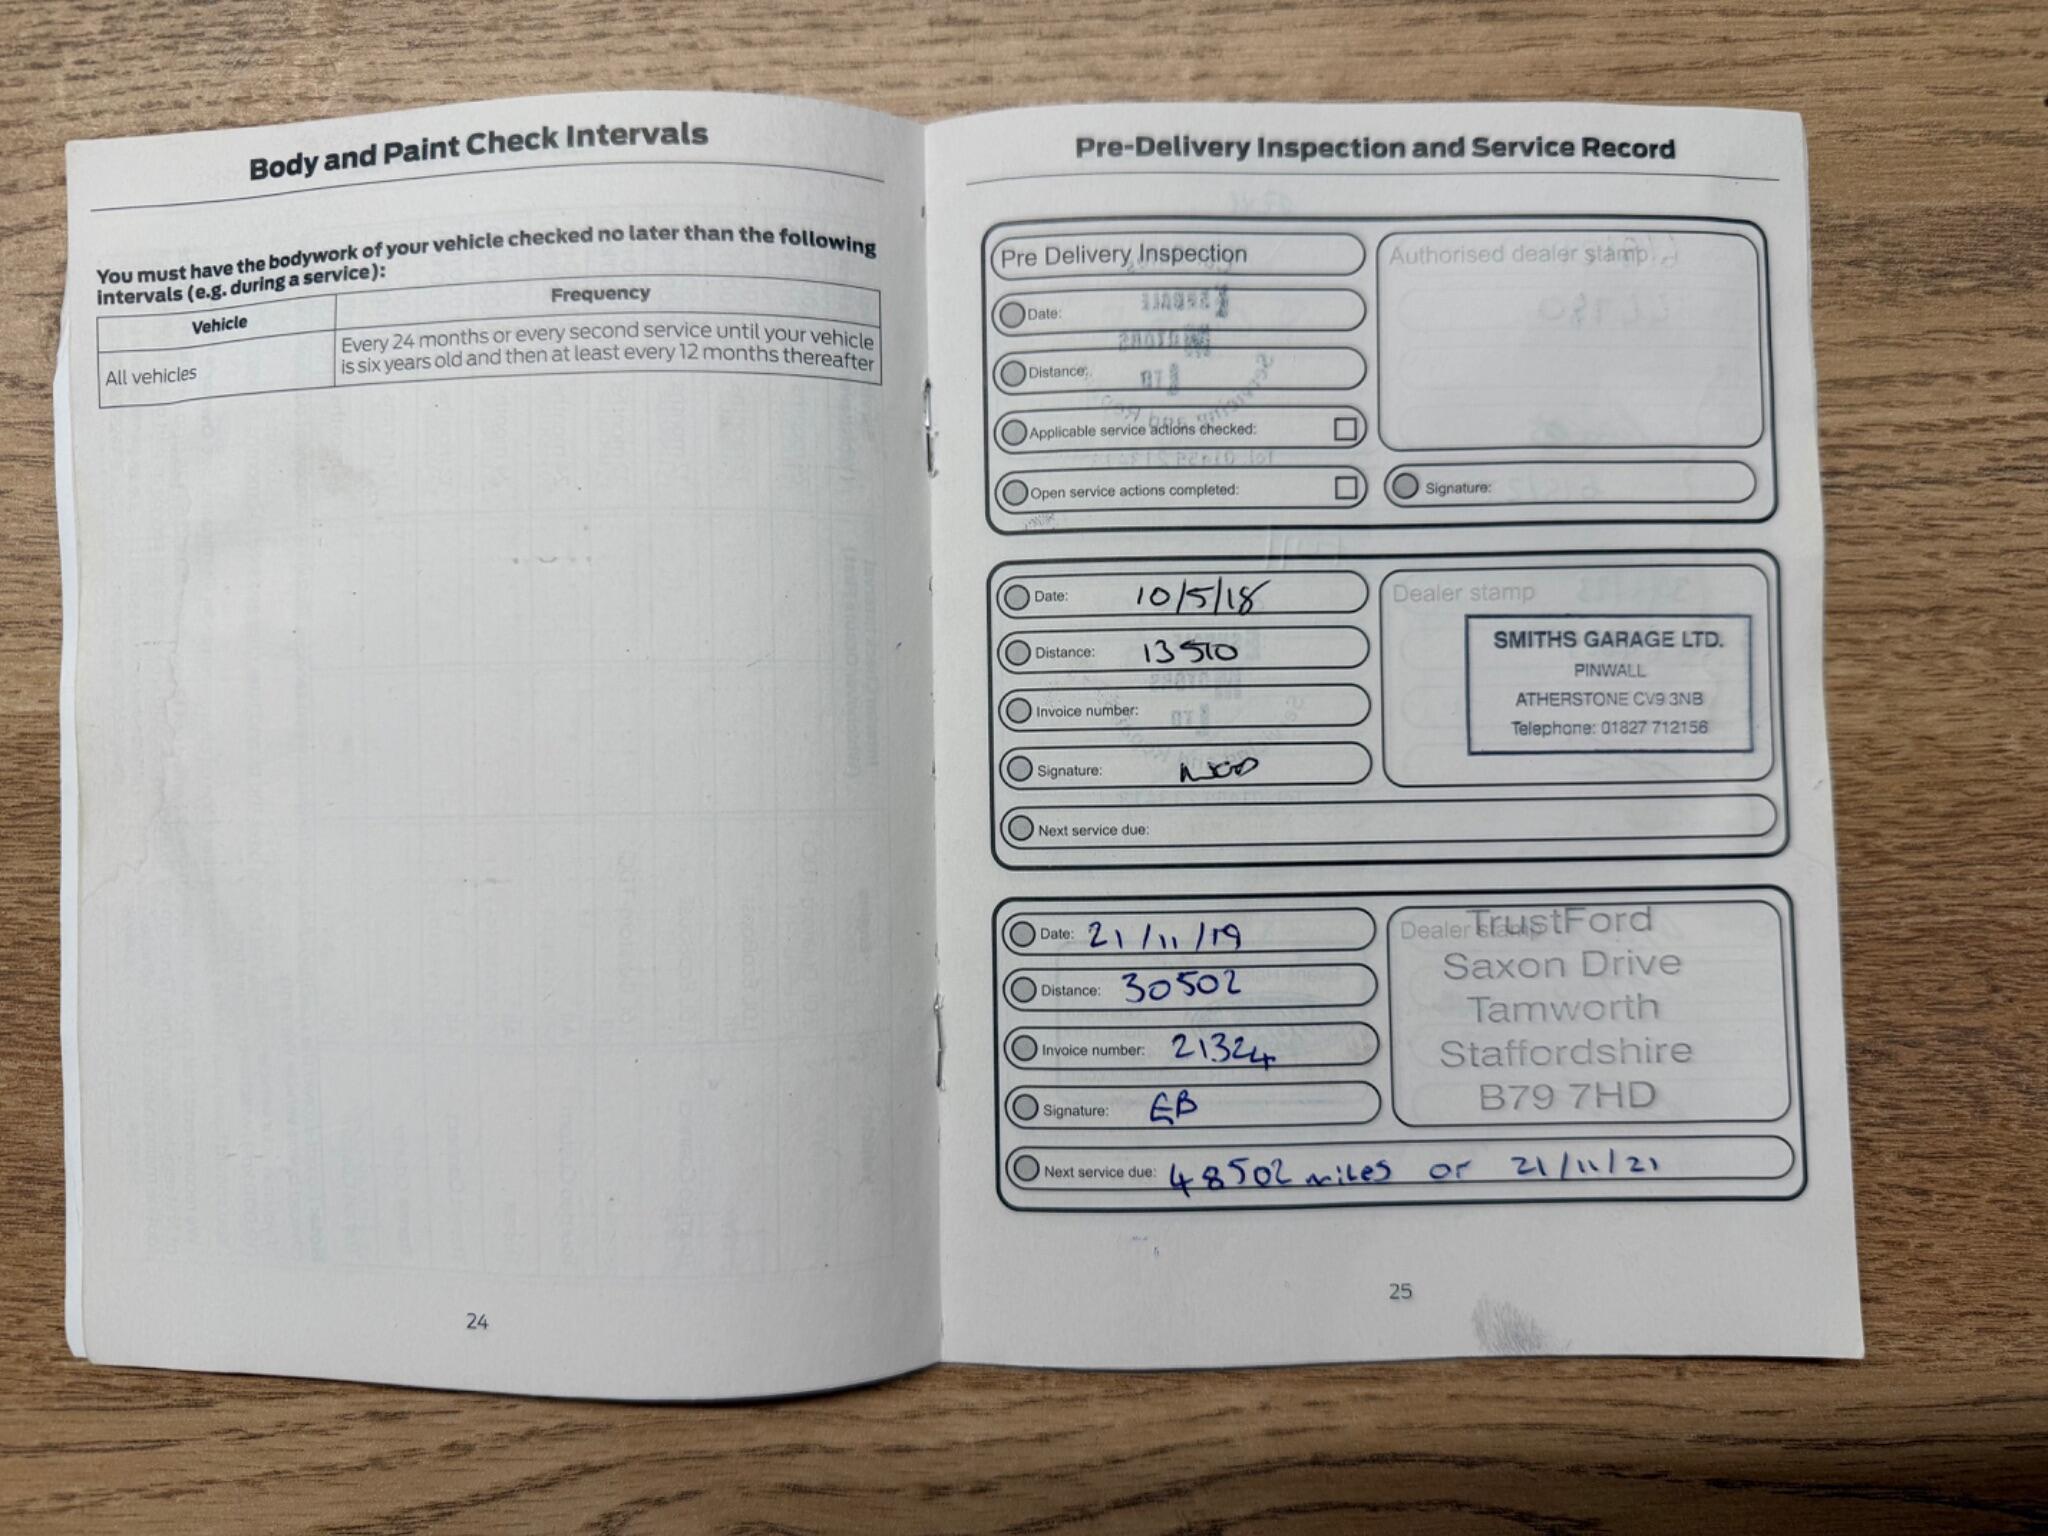 Body and Paint Check Intervals
You must have the bodywork of your vehicle checked no later than the following
intervals (e.g. during a service):
Vehicle
Frequency
All vehicles
Every 24 months or every second service until your vehicle
is six years old and then at least every 12 months thereafter
24
Pre-Delivery Inspection and Service Record
Pre Delivery Inspection
Authorised dealer stamp
Date:
Distance:
Applicable service actions checked:
Open service actions completed:
Signature:
Date: 10/5/18
Distance: 13510
Invoice number:
Signature:
Next service due:
Dealer stamp
SMITHS GARAGE LTD.
PINWALL
ATHERSTONE CV9 3NB
Telephone: 01827 712156
Date: 21/11/19
Distance: 30502
Invoice number: 21324
Signature: EB
Next service due: 48502 miles or 21/11/21
Dealer stamp
TrustFord
Saxon Drive
Tamworth
Staffordshire
B79 7HD
25